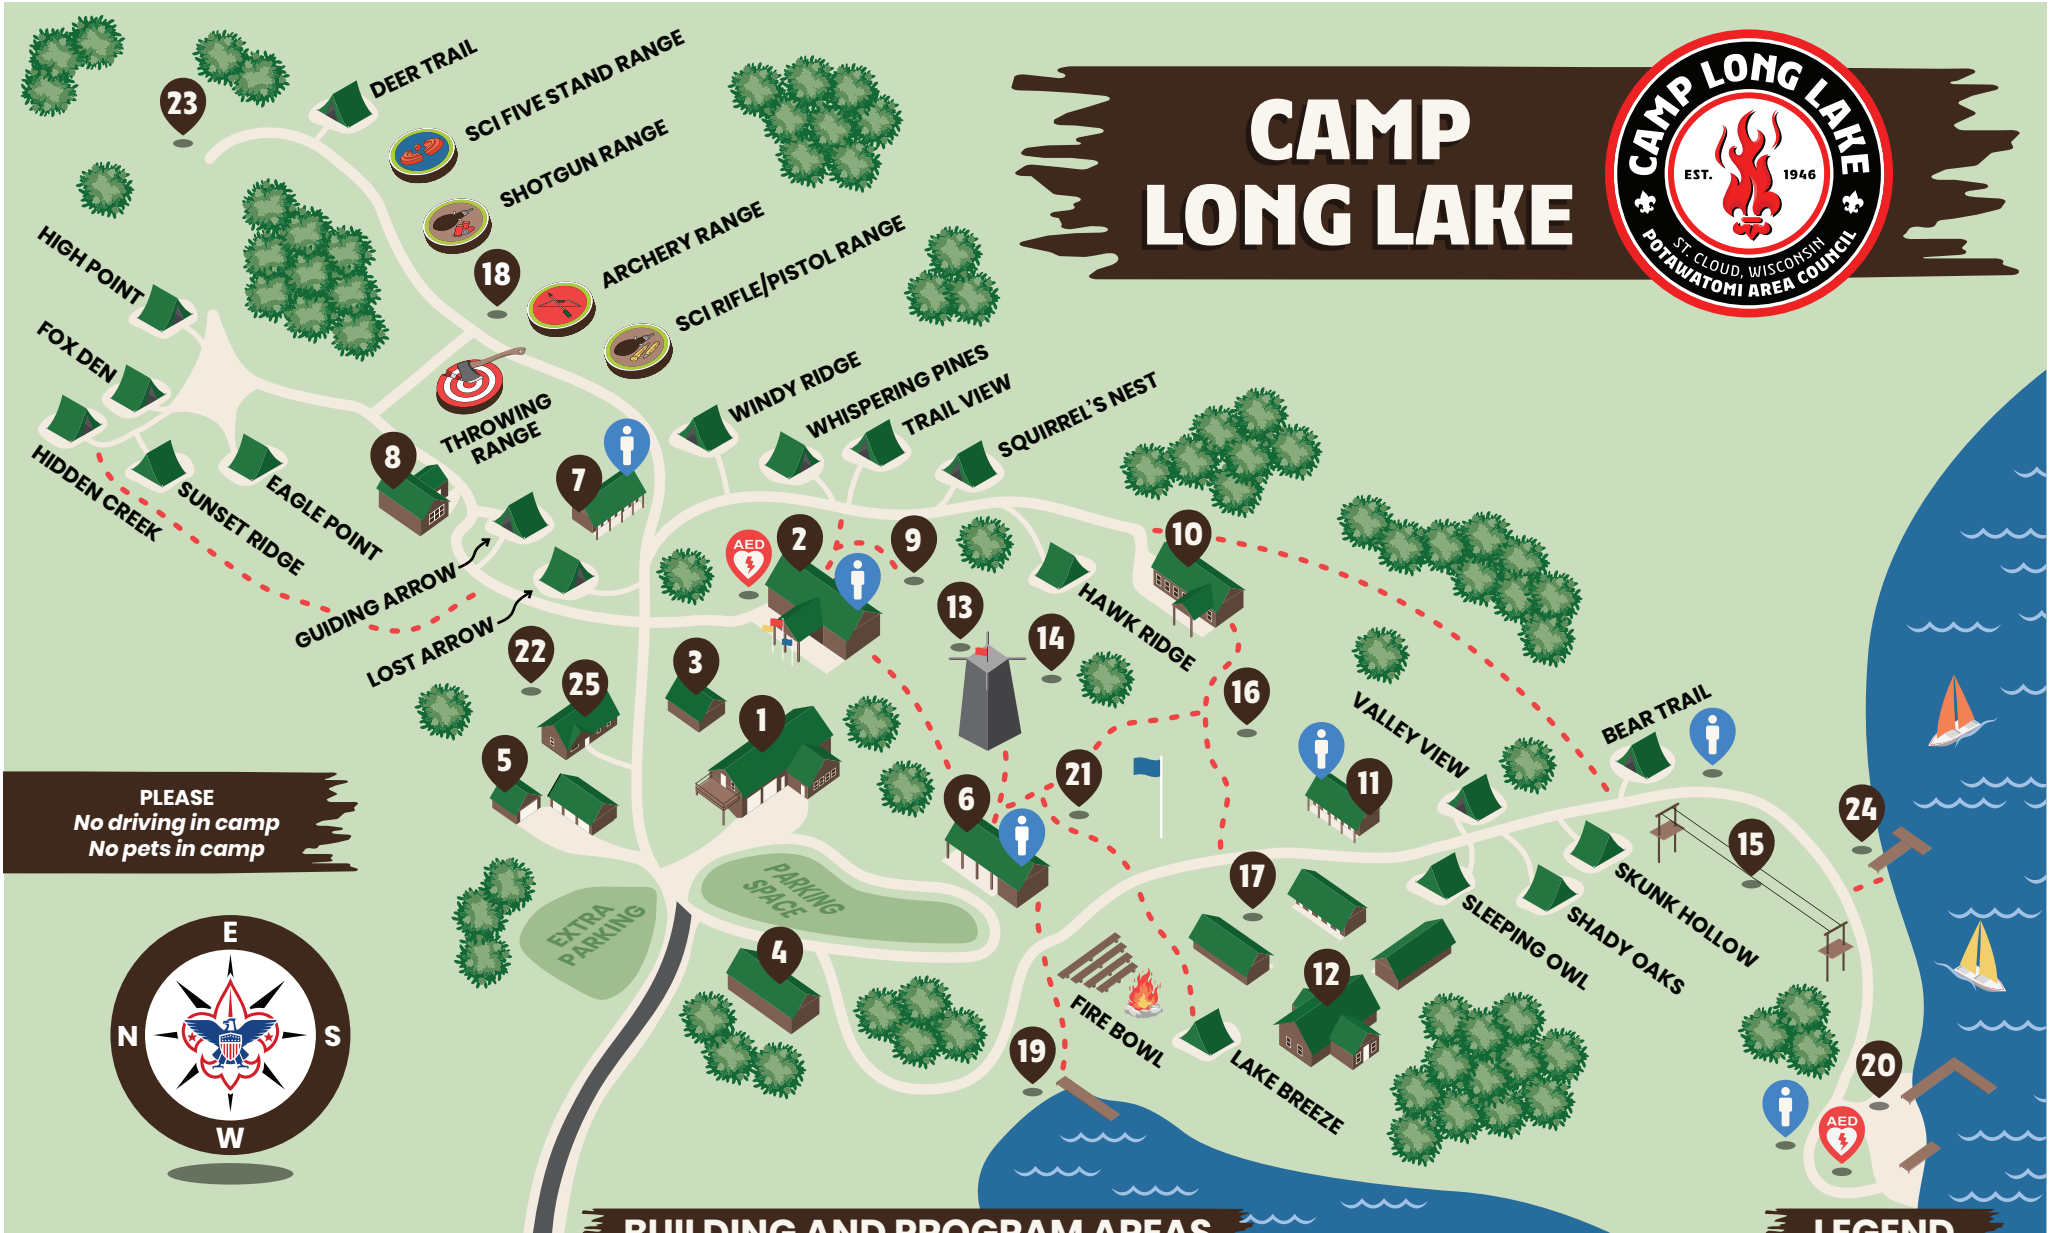 CAMP
LONG LAKE
CAMP LONG LAKE
EST. 1946
ST. CLOUD, WISCONSIN
POTAWATOMI AREA COUNCIL
23
DEER TRAIL
SCI FIVE STAND RANGE
SHOTGUN RANGE
18
ARCHERY RANGE
SCI RIFLE/PISTOL RANGE
HIGH POINT
FOX DEN
HIDDEN CREEK
SUNSET RIDGE
EAGLE POINT
THROWING
RANGE
8
7
GUIDING ARROW
LOST ARROW
WINDY RIDGE
WHISPERING PINES
TRAIL VIEW
SQUIRREL'S NEST
AED
2
9
10
13
14
HAWK RIDGE
22
25
3
1
5
16
21
6
11
VALLEY VIEW
BEAR TRAIL
24
15
PLEASE
No driving in camp
No pets in camp
EXTRA
PARKING
PARKING
SPACE
4
17
12
SLEEPING OWL
SHADY OAKS
SKUNK HOLLOW
FIRE BOWL
LAKE BREEZE
19
20
AED
E
N
S
W
BUILDING AND PROGRAM AREAS
LEGEND